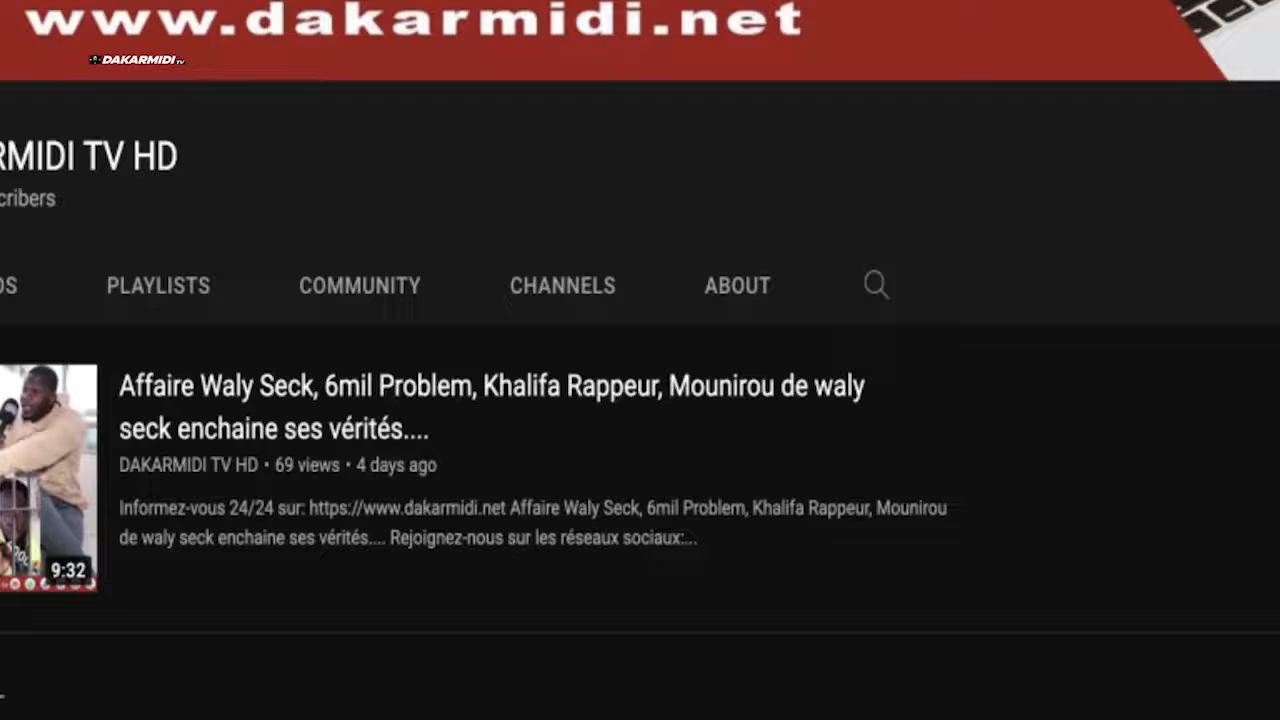 www.dakarmidi.net
DAKARMIDI TV
RMIDI TV HD
cribers
PLAYLISTS COMMUNITY CHANNELS ABOUT
Affaire Waly Seck, 6mil Problem, Khalifa Rappeur, Mounirou de waly
seck enchaine ses vérités....
DAKARMIDI TV HD • 69 views • 4 days ago
Informez-vous 24/24 sur: https://www.dakarmidi.net Affaire Waly Seck, 6mil Problem, Khalifa Rappeur, Mounirou
de waly seck enchaine ses vérités.... Rejoignez-nous sur les réseaux sociaux:...
9:32